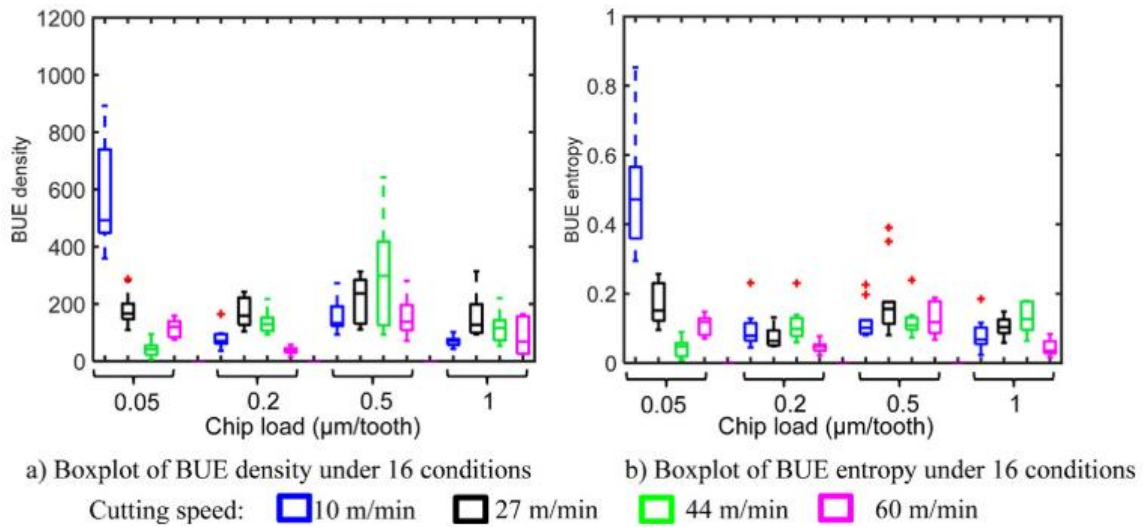 1200
1000
800
600
400
200
0
BUE density
0.05 0.2 0.5 1
Chip load (μm/tooth)
1
0.8
0.6
0.4
0.2
0
BUE entropy
0.05 0.2 0.5 1
Chip load (μm/tooth)
a) Boxplot of BUE density under 16 conditions
b) Boxplot of BUE entropy under 16 conditions
Cutting speed: 10 m/min 27 m/min 44 m/min 60 m/min